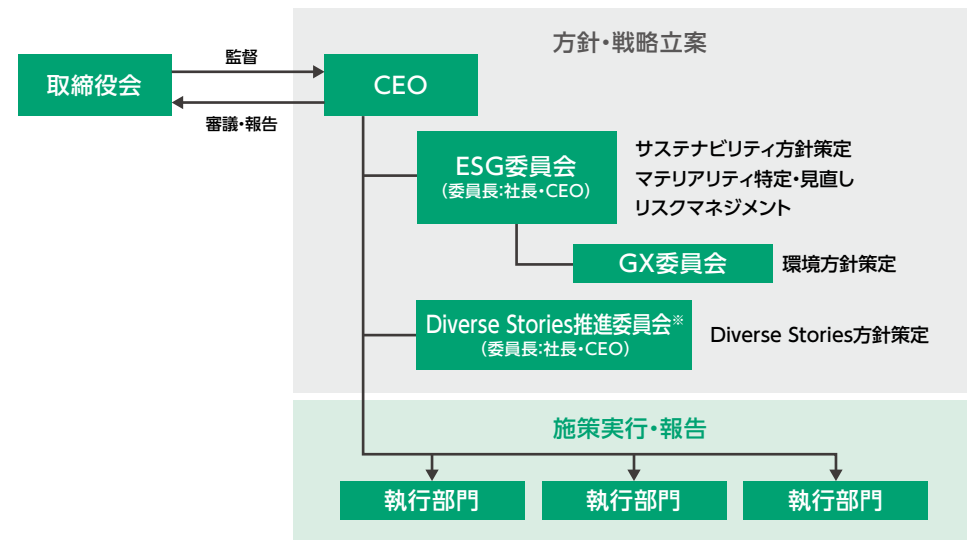 方針・戦略立案
取締役会
監督
審議・報告
CEO
ESG委員会
(委員長:社長・CEO)
サステナビリティ方針策定
マテリアリティ特定・見直し
リスクマネジメント
GX委員会
環境方針策定
Diverse Stories推進委員会※
(委員長:社長・CEO)
Diverse Stories方針策定
施策実行・報告
執行部門
執行部門
執行部門